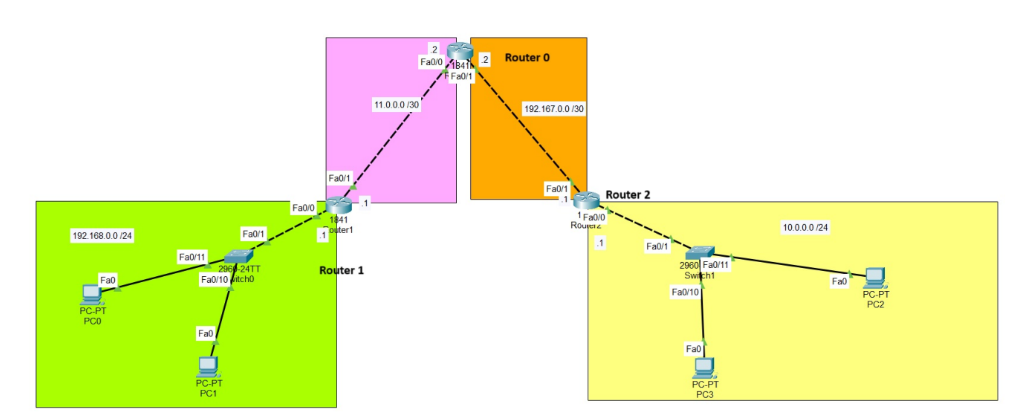 .2
Fa0/0
1841
Fa0/1
.2
Router 0
11.0.0.0 /30
192.167.0.0 /30
Fa0/1
.1
Fa0/0
1841
Router1
.1
Router 1
192.168.0.0 /24
Fa0/1
Fa0/11
2960-24TT
Fa0/10
Fa0
PC-PT
PC0
Fa0
PC-PT
PC1
Fa0/1
.1
Router 2
Fa0/0
.1
10.0.0.0 /24
Fa0/1
2960
Fa0/11
Switch1
Fa0/10
Fa0
PC-PT
PC2
Fa0
PC-PT
PC3